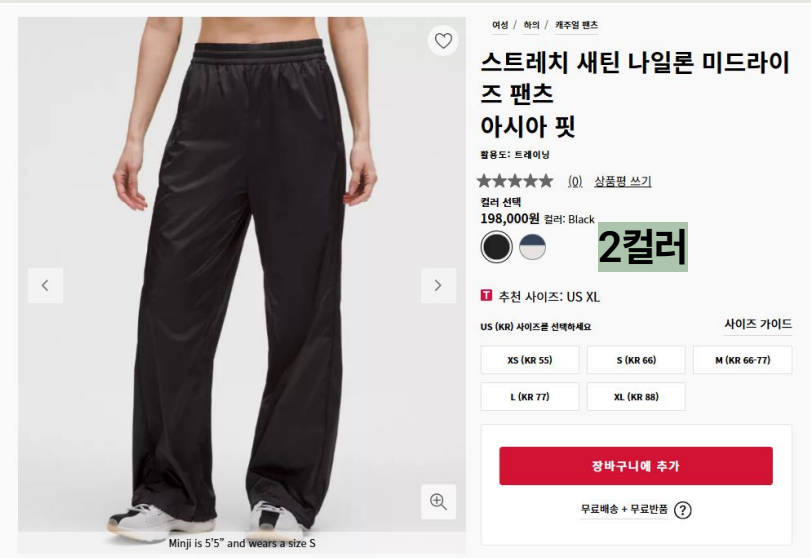 여성 / 하의 / 캐주얼 팬츠
스트레치 새틴 나일론 미드라이
즈 팬츠
아시아 핏
활용도: 트레이닝
(0) 상품평 쓰기
컬러 선택
198,000원 컬러: Black
2컬러
T 추천 사이즈: US XL
US (KR) 사이즈를 선택하세요 사이즈 가이드
XS (KR 55) S (KR 66) M (KR 66-77)
L (KR 77) XL (KR 88)
장바구니에 추가
무료배송 + 무료반품 ?
Minji is 5'5" and wears a size S